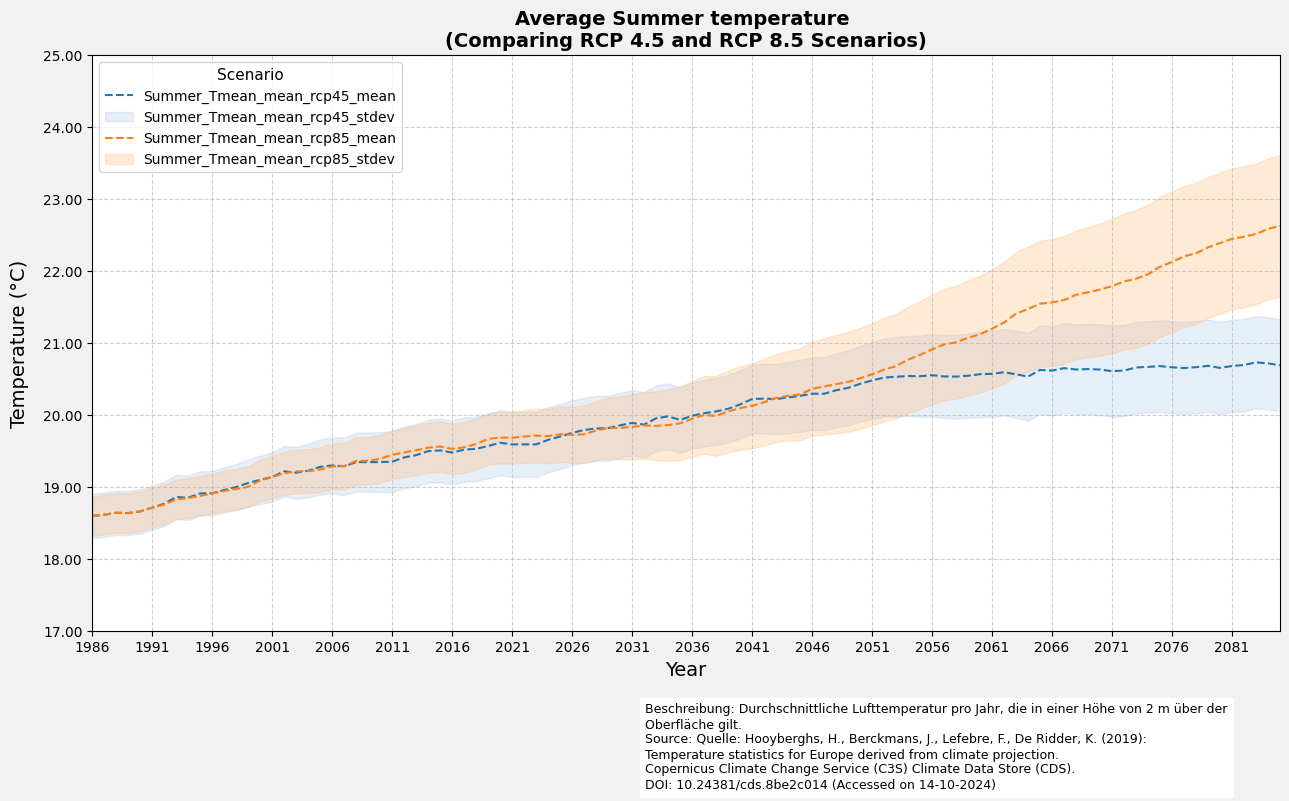 Average Summer temperature
(Comparing RCP 4.5 and RCP 8.5 Scenarios)
25.00
24.00
23.00
22.00
21.00
20.00
19.00
18.00
17.00
Temperature (°C)
Scenario
Summer_Tmean_mean_rcp45_mean
Summer_Tmean_mean_rcp45_stdev
Summer_Tmean_mean_rcp85_mean
Summer_Tmean_mean_rcp85_stdev
1986 1991 1996 2001 2006 2011 2016 2021 2026 2031 2036 2041 2046 2051 2056 2061 2066 2071 2076 2081
Year
Beschreibung: Durchschnittliche Lufttemperatur pro Jahr, die in einer Höhe von 2 m über der
Oberfläche gilt.
Source: Quelle: Hooyberghs, H., Berckmans, J., Lefebre, F., De Ridder, K. (2019):
Temperature statistics for Europe derived from climate projection.
Copernicus Climate Change Service (C3S) Climate Data Store (CDS).
DOI: 10.24381/cds.8be2c014 (Accessed on 14-10-2024)